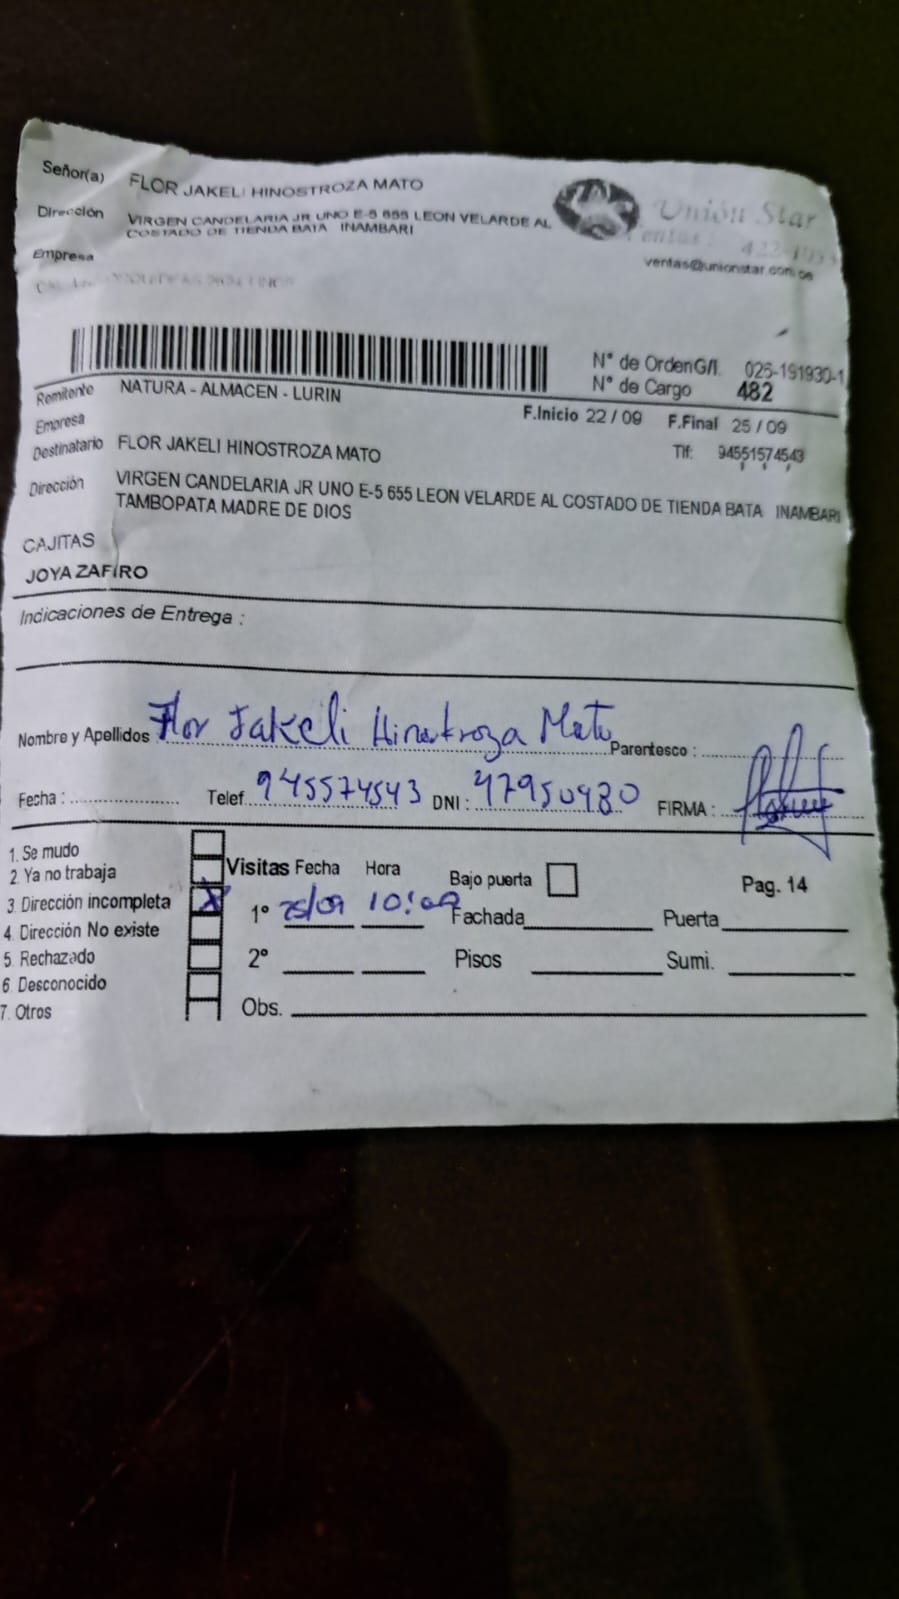 Señor(a) FLOR JAKELI HINOSTROZA MATO
Unión Star
Dirección VIRGEN CANDELARIA JR UNO E-5 655 LEON VELARDE AL
COSTADO DE TIENDA BATA INAMBARI
Ventas:
ventas@unionstar.com.pe
Empresa
N° de Orden G/I. 026-191930-1
N° de Cargo 482
Remitente NATURA - ALMACEN - LURIN
F.Inicio 22 / 09 F.Final 25 / 09
Empresa
Destinatario FLOR JAKELI HINOSTROZA MATO
Tlf: 94551574543
Dirección VIRGEN CANDELARIA JR UNO E-5 655 LEON VELARDE AL COSTADO DE TIENDA BATA INAMBARI
TAMBOPATA MADRE DE DIOS
CAJITAS
JOYA ZAFIRO
Indicaciones de Entrega :
Nombre y Apellidos Flor Jakeli Hinostroza Mato Parentesco :
Fecha : Telef. 945574543 DNI : 47950980 FIRMA :
1. Se mudo
2. Ya no trabaja
3. Dirección incompleta X
4. Dirección No existe
5. Rechazado
6. Desconocido
7. Otros
Visitas Fecha Hora Bajo puerta Pag. 14
1° 25/09 10:09 Fachada Puerta
2° Pisos Sumi.
Obs.